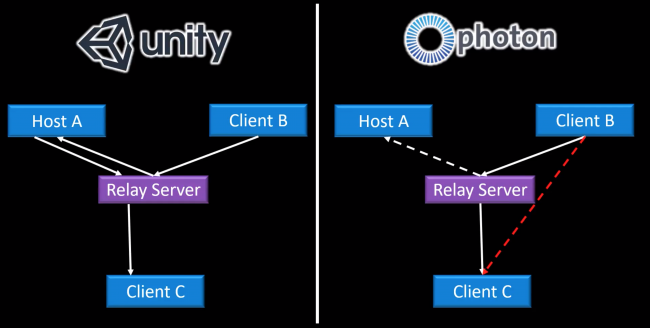 unity
Host A
Client B
Relay Server
Client C
photon
Host A
Client B
Relay Server
Client C